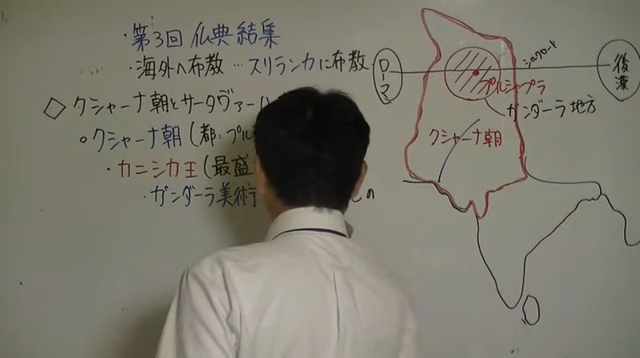 ・第3回 仏典結集
・海外へ布教…スリランカに布教
◇クシャーナ朝とサータヴァーハ
○クシャーナ朝(都:プル
・カニシカ王(最盛
・ガンダーラ美術
の
ローマ
シルクロード
後漢
プルシャプラ
ガンダーラ地方
クシャーナ朝